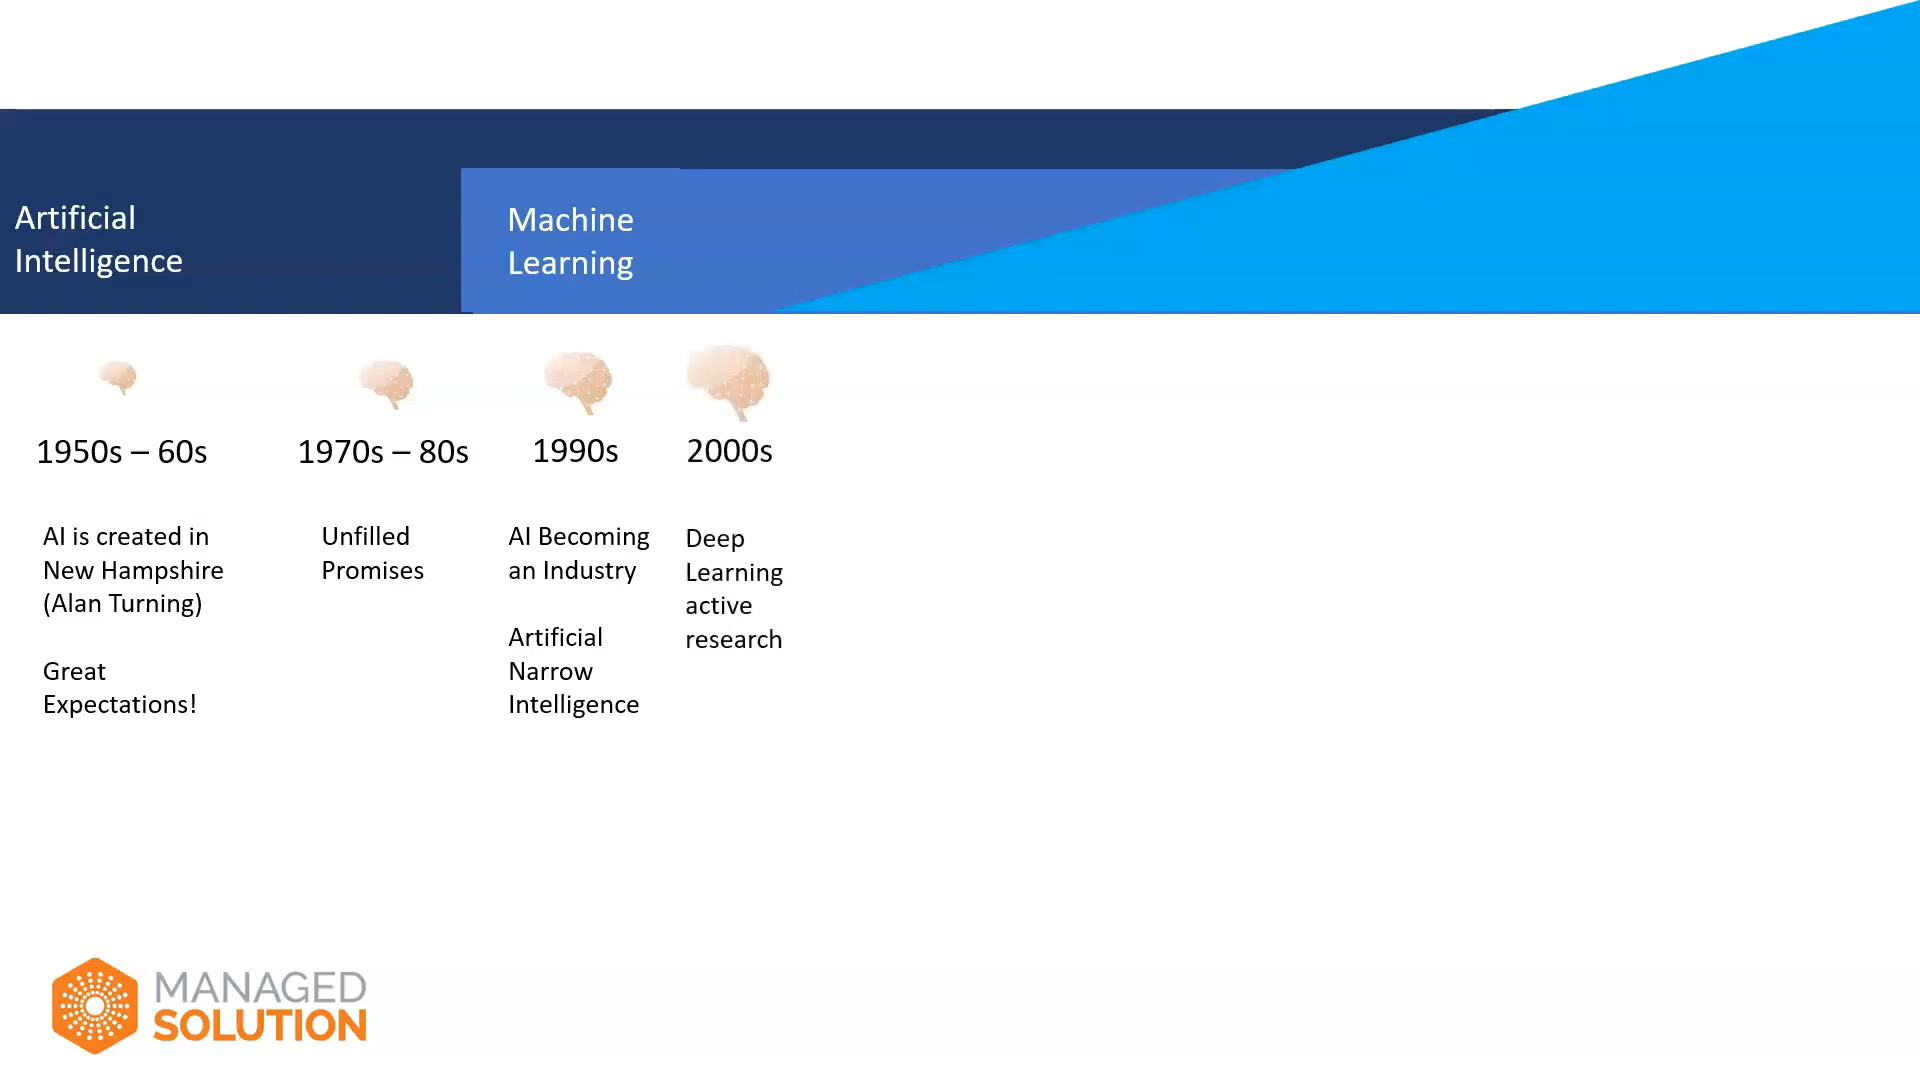 Artificial
Intelligence
Machine
Learning
1950s – 60s
AI is created in
New Hampshire
(Alan Turning)
Great
Expectations!
1970s – 80s
Unfilled
Promises
1990s
AI Becoming
an Industry
Artificial
Narrow
Intelligence
2000s
Deep
Learning
active
research
MANAGED
SOLUTION